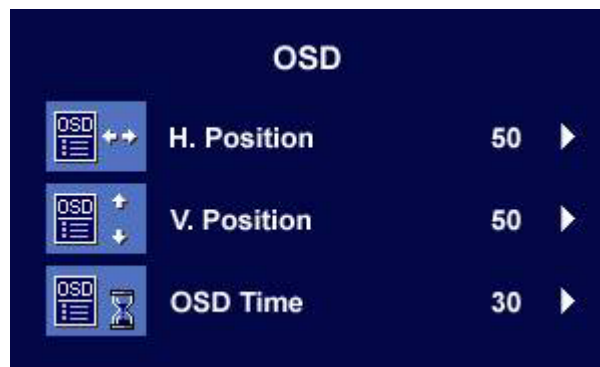 OSD
OSD H. Position 50
OSD V. Position 50
OSD OSD Time 30